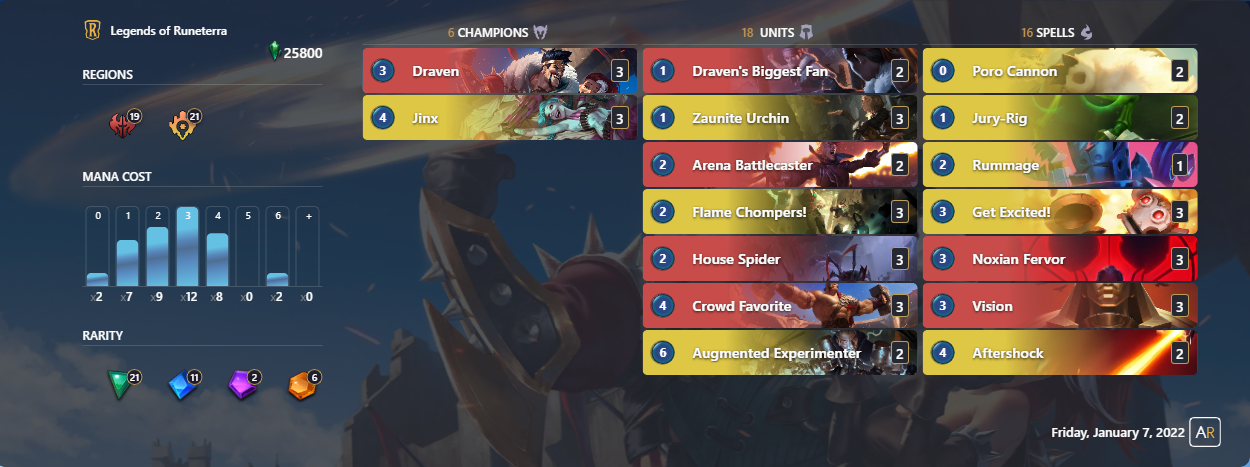 R Legends of Runeterra
25800
REGIONS
19 21
MANA COST
0 1 2 3 4 5 6 +
x2 x7 x9 x12 x8 x0 x2 x0
RARITY
21 11 2 6
6 CHAMPIONS
3 Draven 3
4 Jinx 3
18 UNITS
1 Draven's Biggest Fan 2
1 Zaunite Urchin 3
2 Arena Battlecaster 2
2 Flame Chompers! 3
2 House Spider 3
4 Crowd Favorite 3
6 Augmented Experimenter 2
16 SPELLS
0 Poro Cannon 2
1 Jury-Rig 2
2 Rummage 1
3 Get Excited! 3
3 Noxian Fervor 3
3 Vision 3
4 Aftershock 2
Friday, January 7, 2022 AR